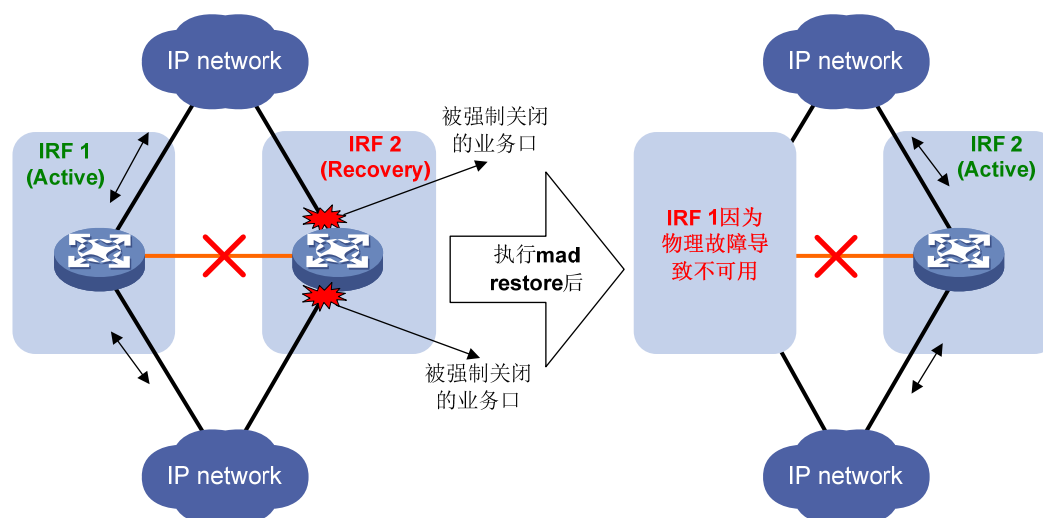 IP network
IRF 1
(Active)
IRF 2
(Recovery)
被强制关闭
的业务口
被强制关闭
的业务口
IP network
执行mad
restore后
IP network
IRF 1因为
物理故障导
致不可用
IRF 2
(Active)
IP network